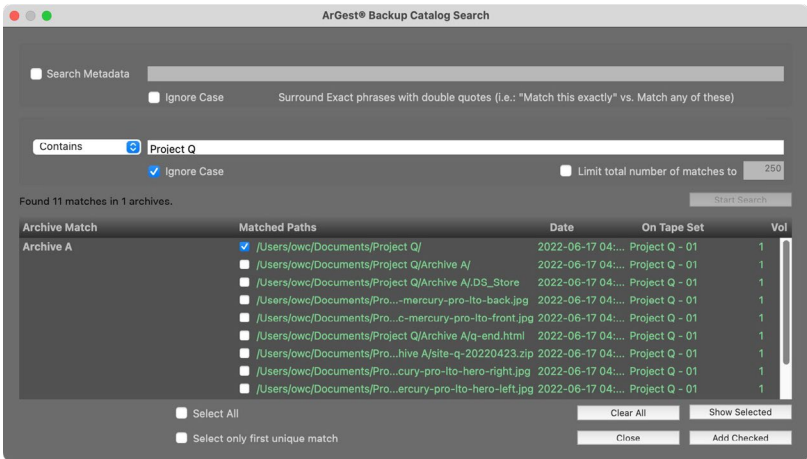 ArGest® Backup Catalog Search
Search Metadata
Ignore Case Surround Exact phrases with double quotes (i.e.: "Match this exactly" vs. Match any of these)
Contains Project Q
Ignore Case Limit total number of matches to 250
Found 11 matches in 1 archives. Start Search
Archive Match Matched Paths Date On Tape Set Vol
Archive A /Users/owc/Documents/Project Q/ 2022-06-17 04:... Project Q - 01 1
/Users/owc/Documents/Project Q/Archive A/ 2022-06-17 04:... Project Q - 01 1
/Users/owc/Documents/Project Q/Archive A/.DS_Store 2022-06-17 04:... Project Q - 01 1
/Users/owc/Documents/Pro...-mercury-pro-lto-back.jpg 2022-06-17 04:... Project Q - 01 1
/Users/owc/Documents/Pro...c-mercury-pro-lto-front.jpg 2022-06-17 04:... Project Q - 01 1
/Users/owc/Documents/Project Q/Archive A/q-end.html 2022-06-17 04:... Project Q - 01 1
/Users/owc/Documents/Pro...hive A/site-q-20220423.zip 2022-06-17 04:... Project Q - 01 1
/Users/owc/Documents/Pro...cury-pro-lto-hero-right.jpg 2022-06-17 04:... Project Q - 01 1
/Users/owc/Documents/Pro...ercury-pro-lto-hero-left.jpg 2022-06-17 04:... Project Q - 01 1
Select All Clear All Show Selected
Select only first unique match Close Add Checked